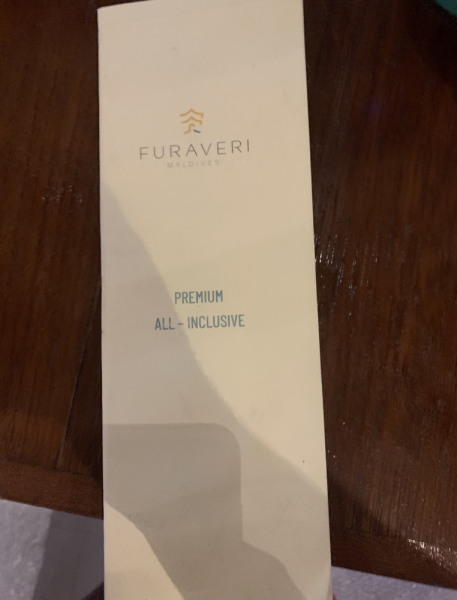 FURAVERI
MALDIVES
PREMIUM
ALL - INCLUSIVE